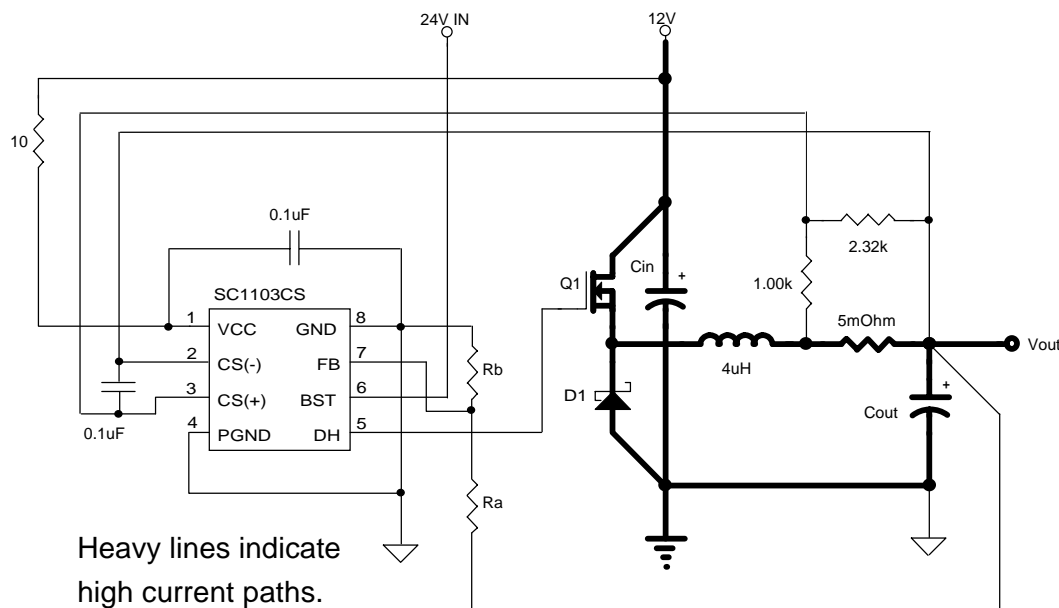 24V IN
12V
10
0.1uF
2.32k
Q1
Cin
+
1.00k
SC1103CS
1
VCC
GND
8
5mOhm
Vout
2
CS(-)
FB
7
Rb
4uH
3
CS(+)
BST
6
D1
+
Cout
0.1uF
4
PGND
DH
5
Ra
Heavy lines indicate
high current paths.